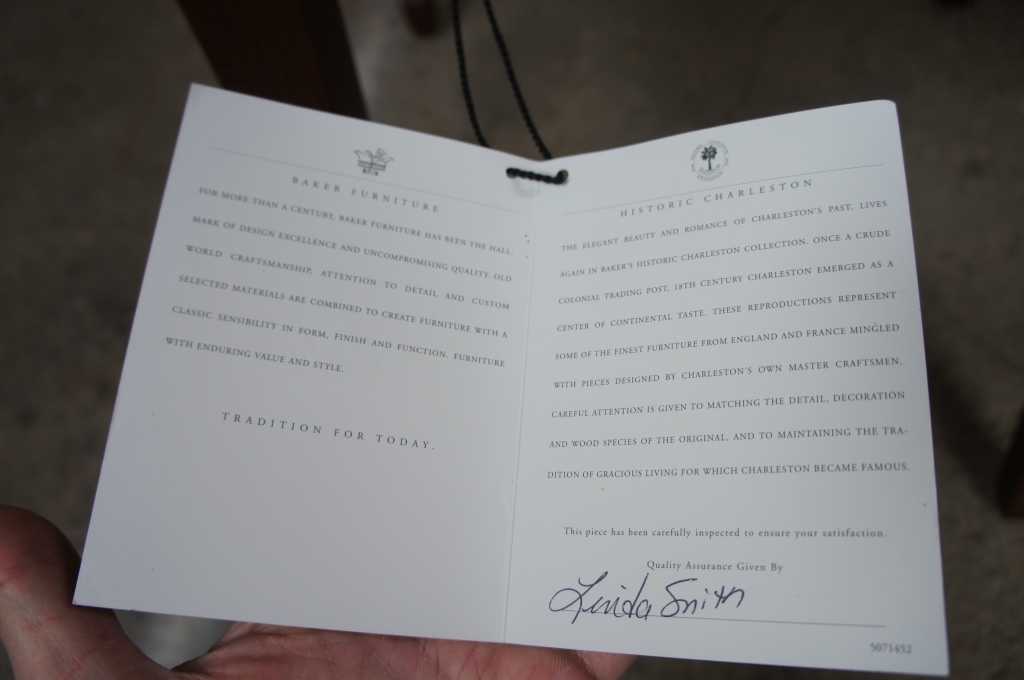 BAKER FURNITURE
FOR MORE THAN A CENTURY, BAKER FURNITURE HAS BEEN THE HALL
MARK OF DESIGN EXCELLENCE AND UNCOMPROMISING QUALITY. OLD
WORLD CRAFTSMANSHIP, ATTENTION TO DETAIL AND CUSTOM
SELECTED MATERIALS ARE COMBINED TO CREATE FURNITURE WITH A
CLASSIC SENSIBILITY IN FORM, FINISH AND FUNCTION. FURNITURE
WITH ENDURING VALUE AND STYLE.
TRADITION FOR TODAY.
HISTORIC CHARLESTON
THE ELEGANT BEAUTY AND ROMANCE OF CHARLESTON'S PAST, LIVES
AGAIN IN BAKER'S HISTORIC CHARLESTON COLLECTION. ONCE A CRUDE
COLONIAL TRADING POST, 18TH CENTURY CHARLESTON EMERGED AS A
CENTER OF CONTINENTAL TASTE. THESE REPRODUCTIONS REPRESENT
SOME OF THE FINEST FURNITURE FROM ENGLAND AND FRANCE MINGLED
WITH PIECES DESIGNED BY CHARLESTON'S OWN MASTER CRAFTSMEN.
CAREFUL ATTENTION IS GIVEN TO MATCHING THE DETAIL, DECORATION
AND WOOD SPECIES OF THE ORIGINAL, AND TO MAINTAINING THE TRA-
DITION OF GRACIOUS LIVING FOR WHICH CHARLESTON BECAME FAMOUS.
This piece has been carefully inspected to ensure your satisfaction.
Quality Assurance Given By
Linda Smith
5071452